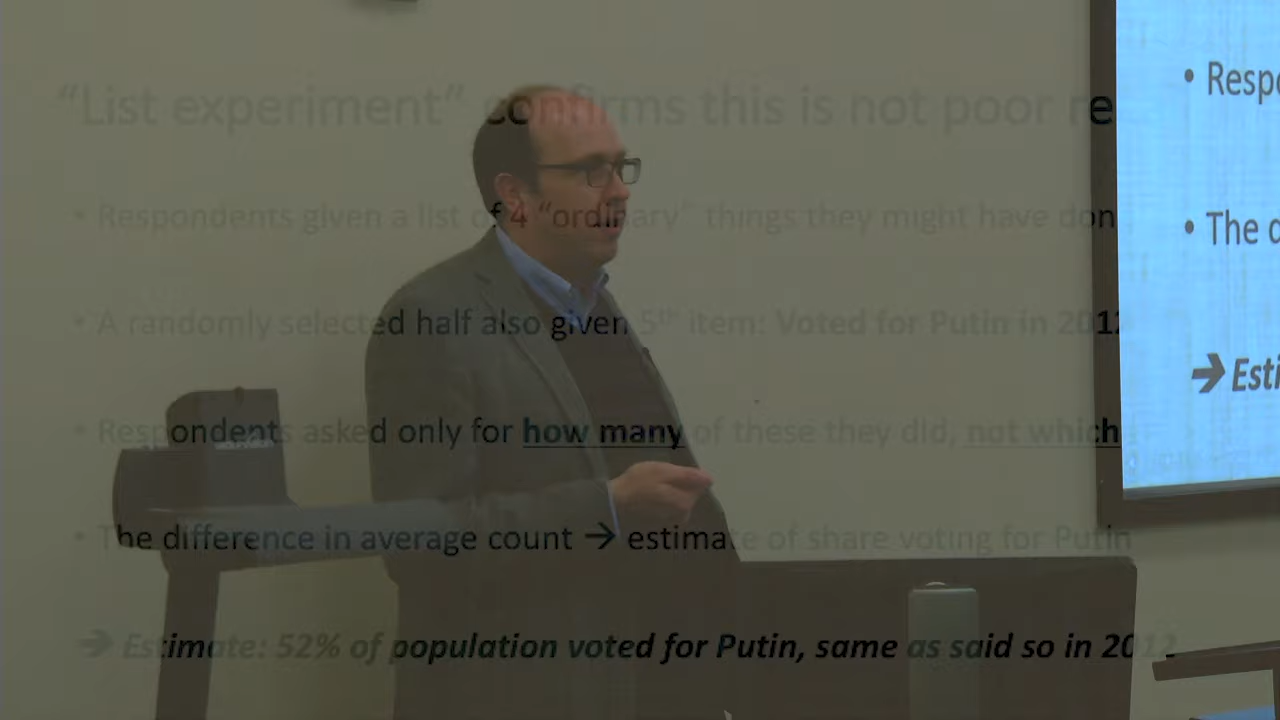 “List experiment” confirms this is not poor re
• Respondents given a list of 4 “ordinary” things they might have don
• A randomly selected half also given 5th item: Voted for Putin in 2012
• Respondents asked only for how many of these they did, not which
• The difference in average count → estimate of share voting for Putin
→ Estimate: 52% of population voted for Putin, same as said so in 2012
• Respo
• The d
→ Esti